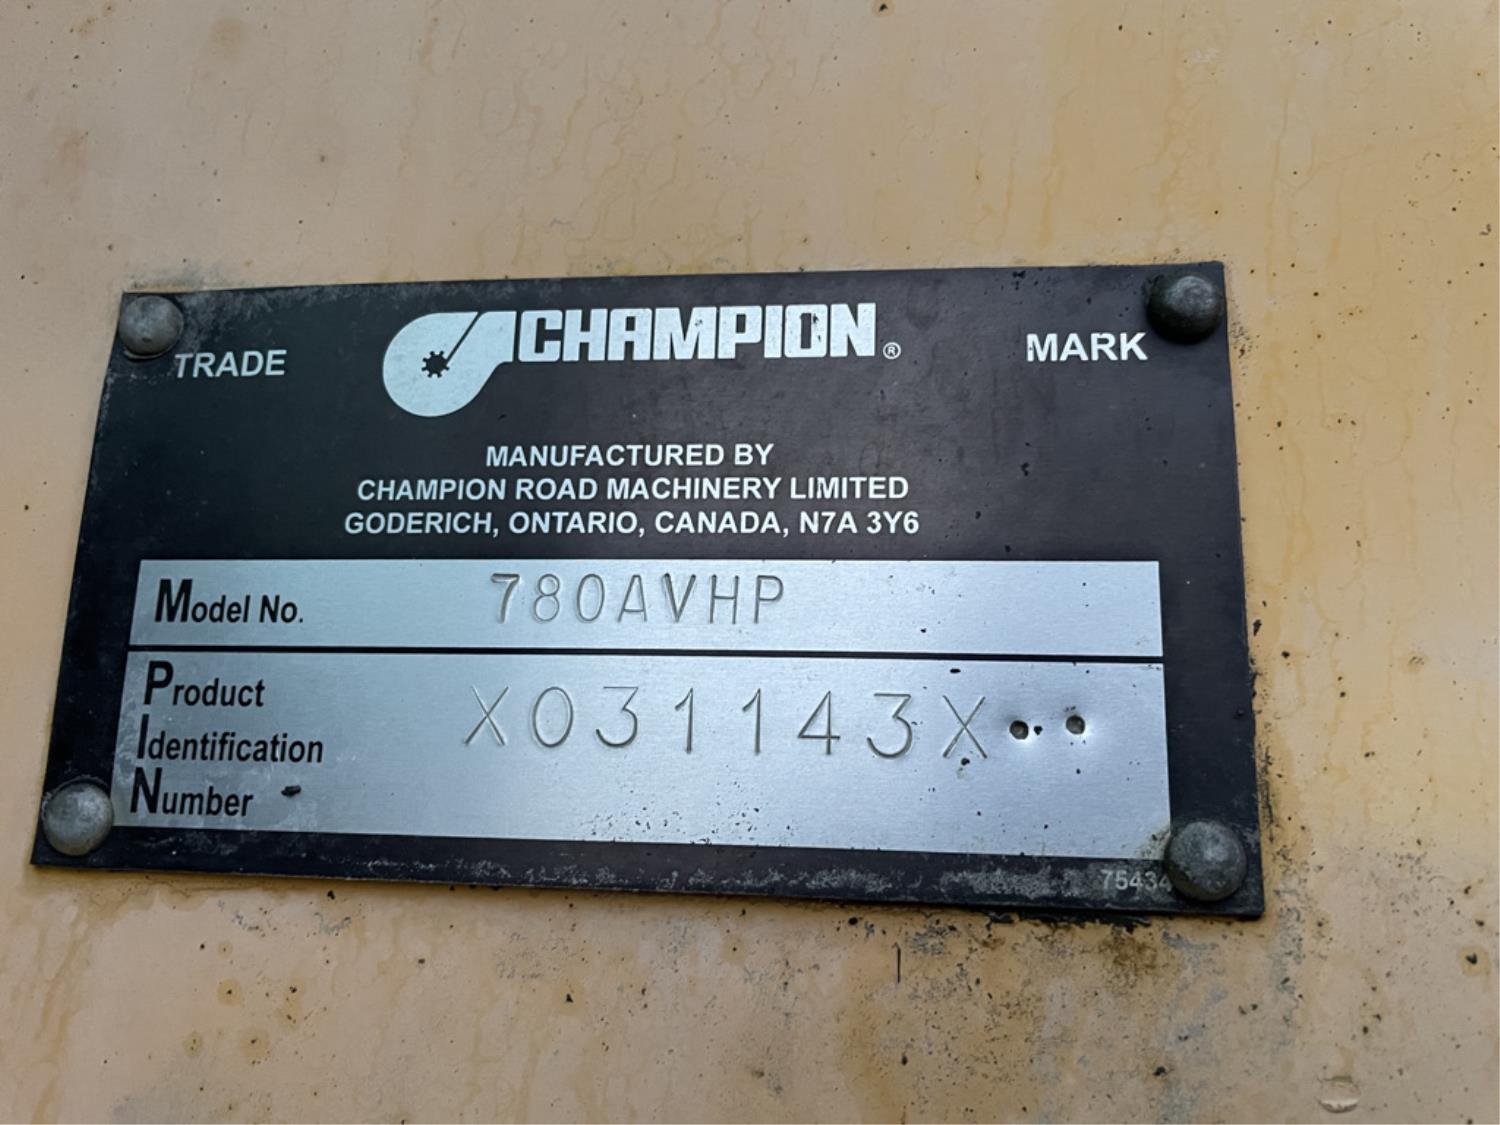 TRADE CHAMPION® MARK
MANUFACTURED BY
CHAMPION ROAD MACHINERY LIMITED
GODERICH, ONTARIO, CANADA, N7A 3Y6
Model No. 780AVHP
Product
Identification
Number
X031143X